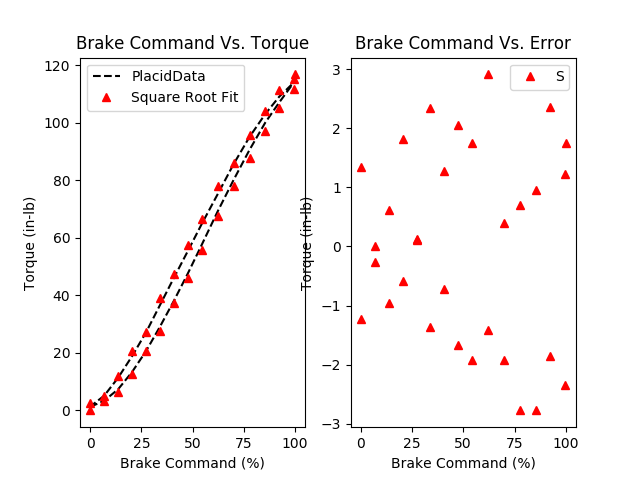 Brake Command Vs. Torque
PlacidData
Square Root Fit
120
100
80
60
40
20
0
Torque (in-lb)
0 25 50 75 100
Brake Command (%)
Brake Command Vs. Error
S
3
2
1
0
−1
−2
−3
Torque (in-lb)
0 25 50 75 100
Brake Command (%)